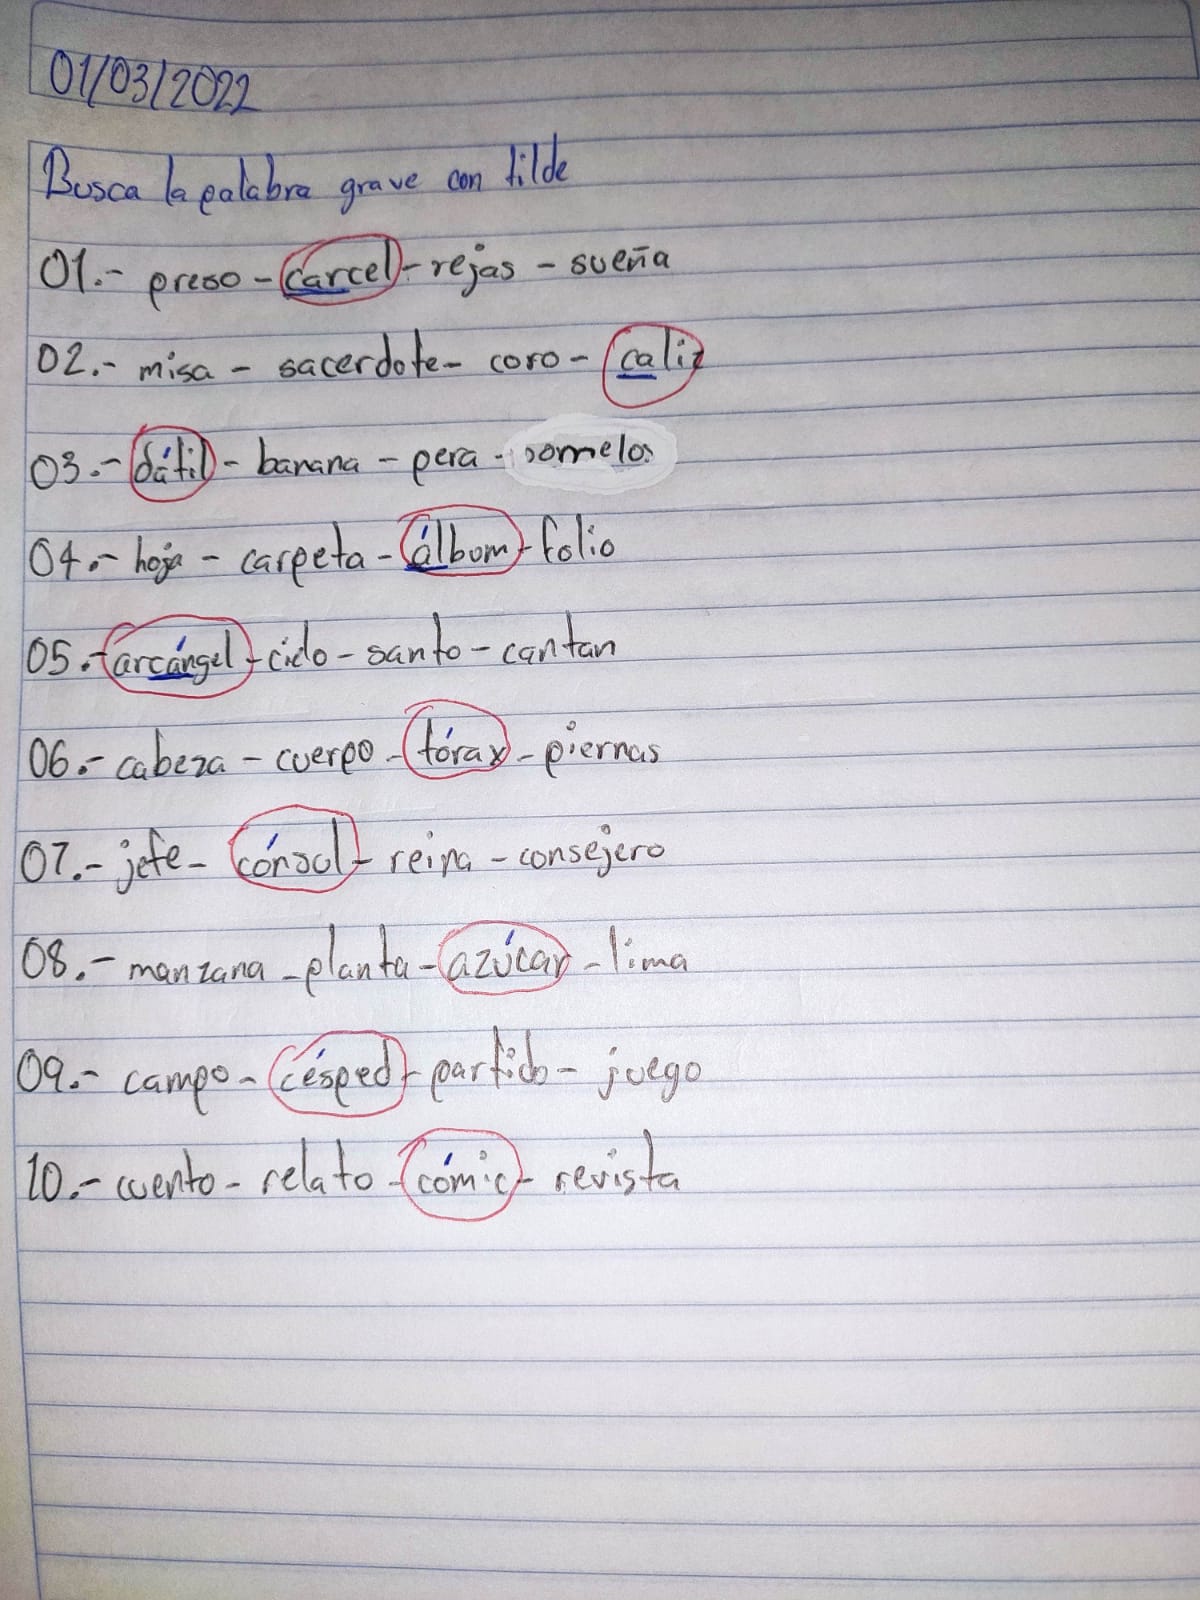 01/03/2022
Busca la palabra grave con tilde
01.- preso - carcel - rejas - sueña
02.- misa - sacerdote - coro - caliz
03.- dátil - banana - pera - pomelo
04.- hoja - carpeta - álbum - folio
05.- arcángel - cielo - santo - cantan
06.- cabeza - cuerpo - tórax - piernas
07.- jefe - cónsul - reina - consejero
08.- manzana - planta - azúcar - lima
09.- campo - césped - partido - juego
10.- cuento - relato - cómic - revista